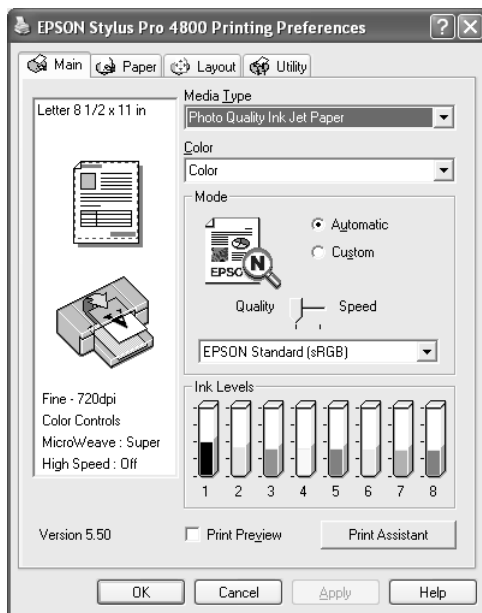 EPSON Stylus Pro 4800 Printing Preferences
Main Paper Layout Utility
Letter 8 1/2 x 11 in
Media Type
Photo Quality Ink Jet Paper
Color
Color
Mode
Automatic
Custom
EPSC
N
Quality Speed
EPSON Standard (sRGB)
Fine - 720dpi
Color Controls
MicroWeave : Super
High Speed : Off
Ink Levels
1 2 3 4 5 6 7 8
Version 5.50
Print Preview
Print Assistant
OK Cancel Apply Help